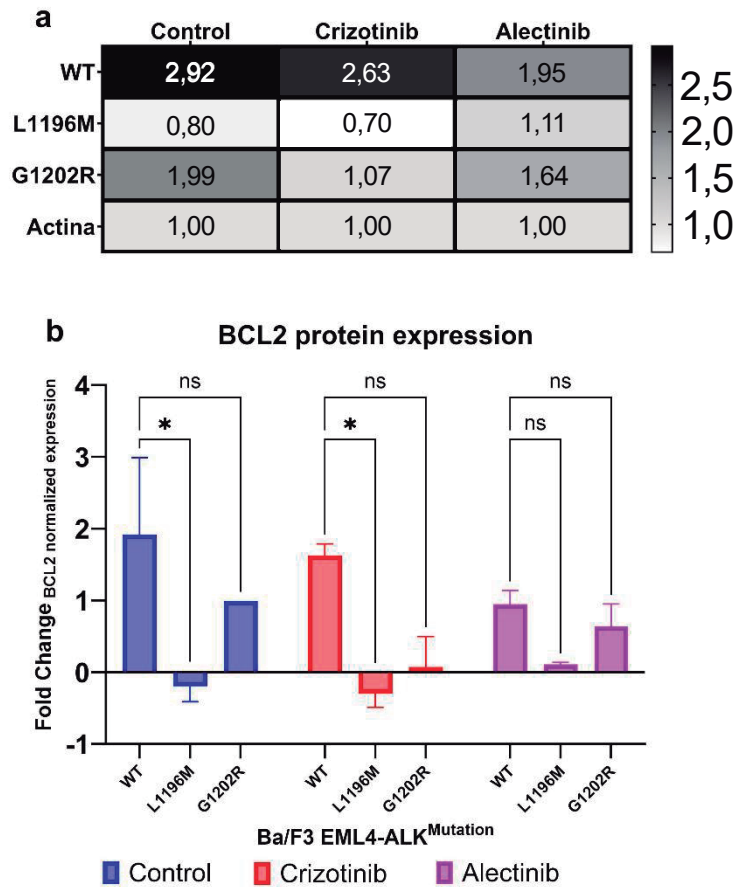 a
Control Crizotinib Alectinib
WT 2,92 2,63 1,95
L1196M 0,80 0,70 1,11
G1202R 1,99 1,07 1,64
Actina 1,00 1,00 1,00
2,5
2,0
1,5
1,0
b
BCL2 protein expression
Fold Change BCL2 normalized expression
4
3
2
1
0
-1
ns
*
ns
*
ns
ns
WT L1196M G1202R WT L1196M G1202R WT L1196M G1202R
Ba/F3 EML4-ALK^Mutation
Control Crizotinib Alectinib